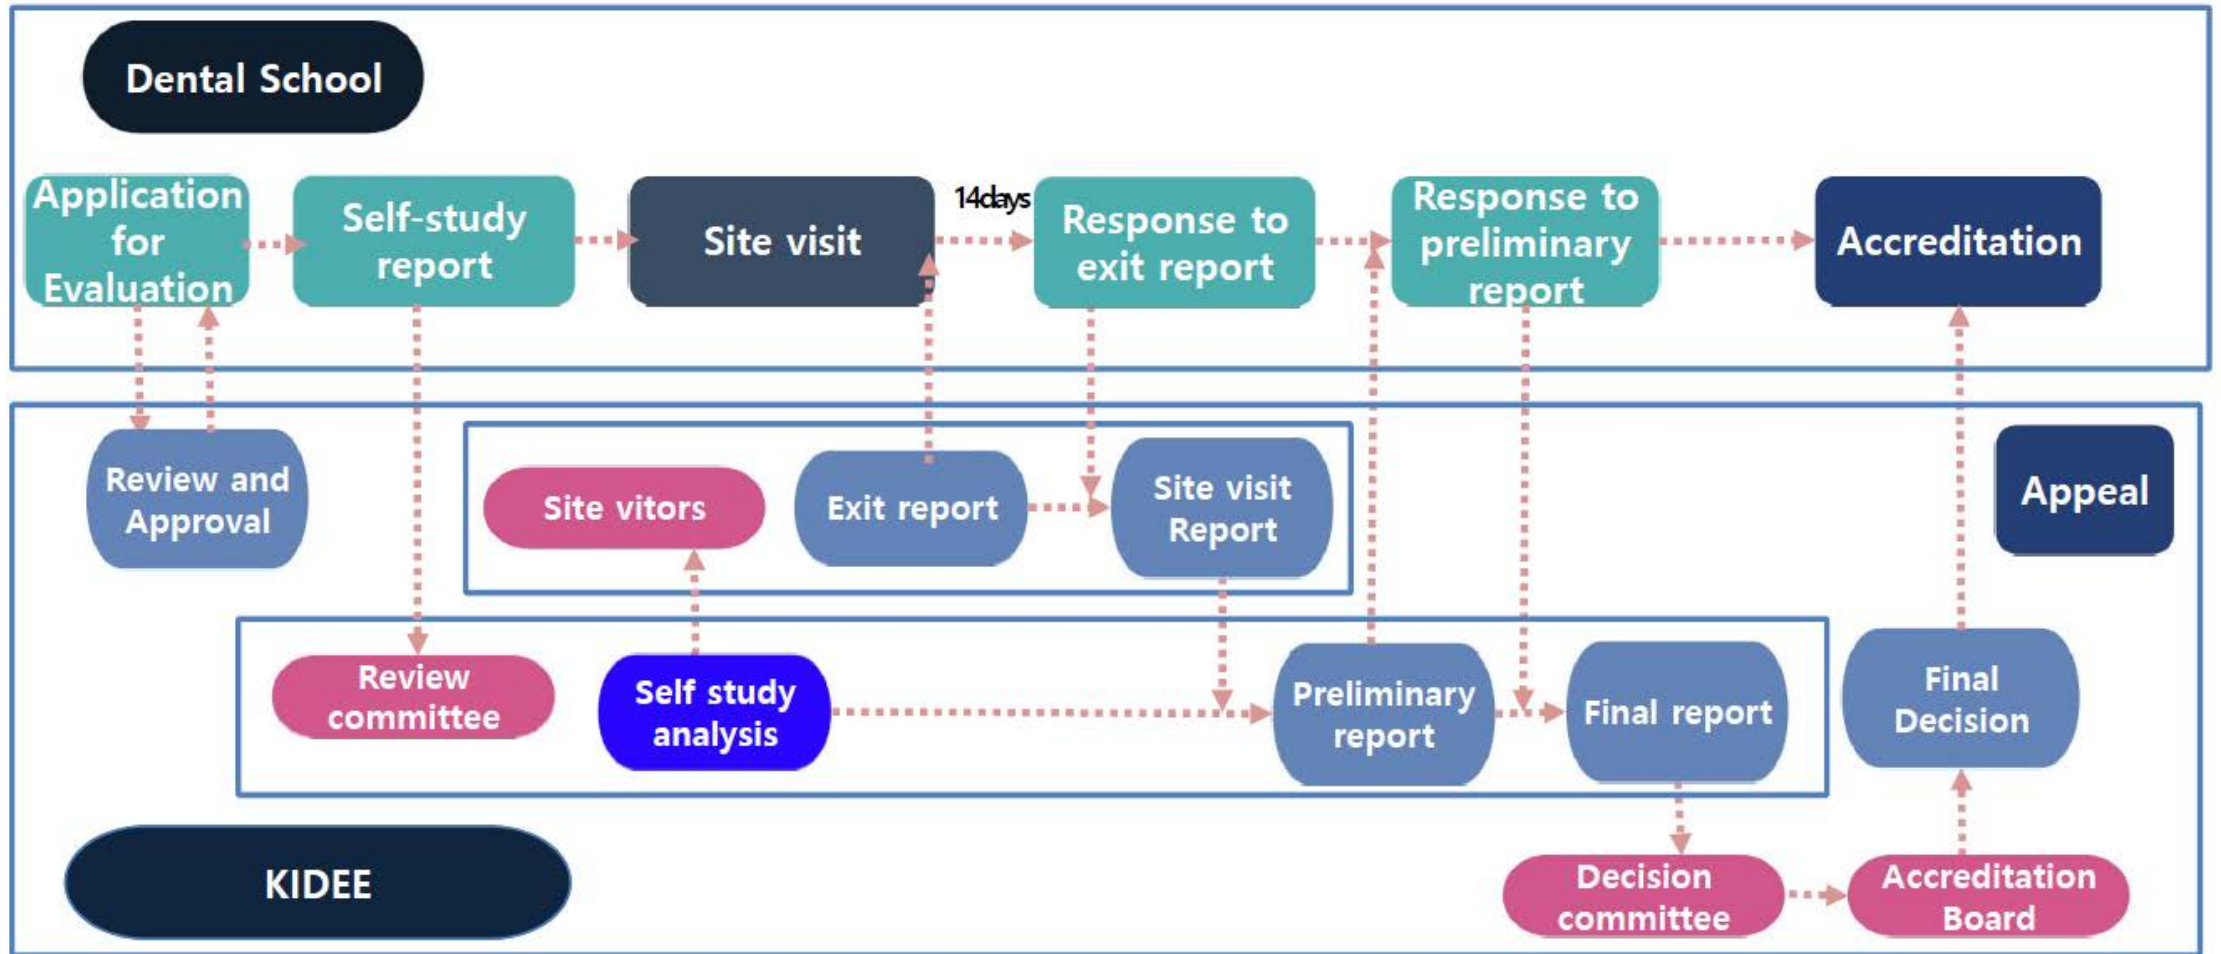 Dental School
Application
for
Evaluation
Self-study
report
Site visit
14days
Response to
exit report
Response to
preliminary
report
Accreditation
Review and
Approval
Site vitors
Exit report
Site visit
Report
Appeal
Review
committee
Self study
analysis
Preliminary
report
Final report
Final
Decision
KIDEE
Decision
committee
Accreditation
Board